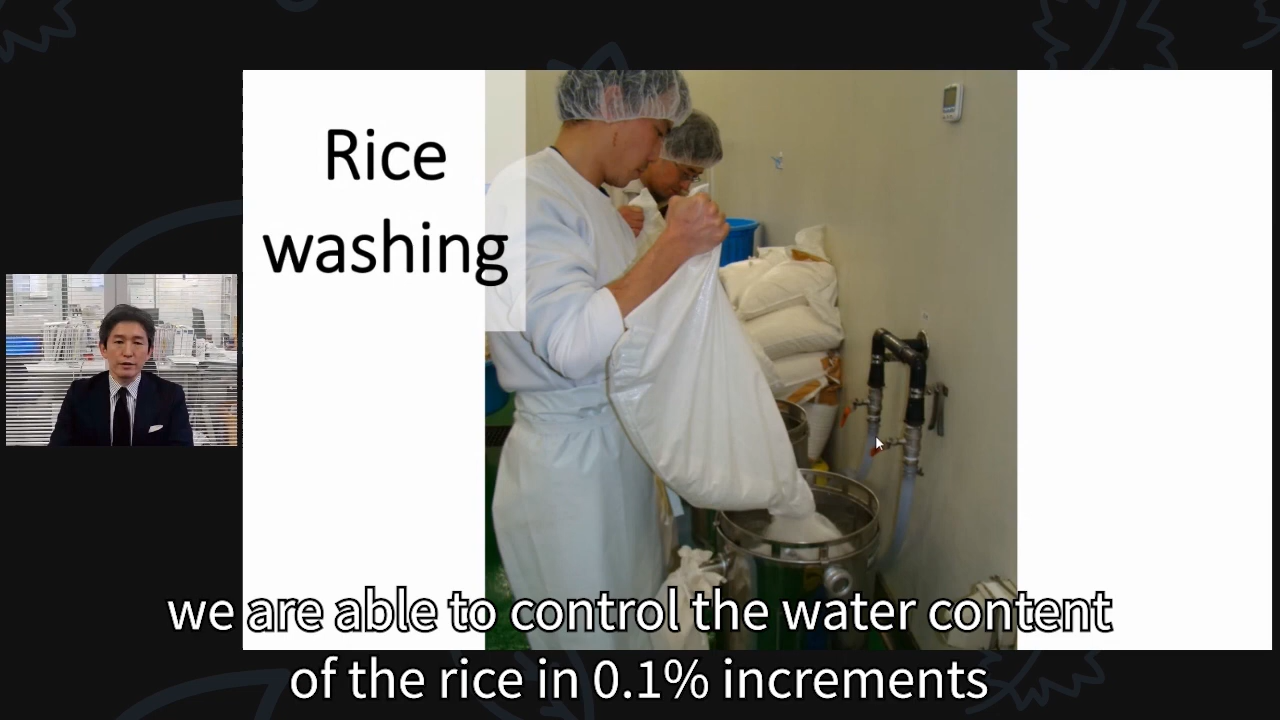 Rice
washing
we are able to control the water content
of the rice in 0.1% increments